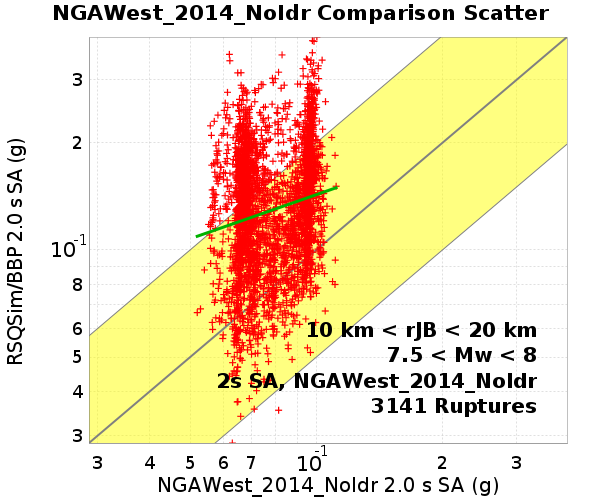 NGAWest_2014_NoIdr Comparison Scatter
RSQSim/BBP 2.0 s SA (g)
3
2
10⁻¹
8
6
5
4
3
10 km < rJB < 20 km
7.5 < Mw < 8
2s SA, NGAWest_2014_NoIdr
3141 Ruptures
3 4 5 6 7 10⁻¹ 2 3
NGAWest_2014_NoIdr 2.0 s SA (g)